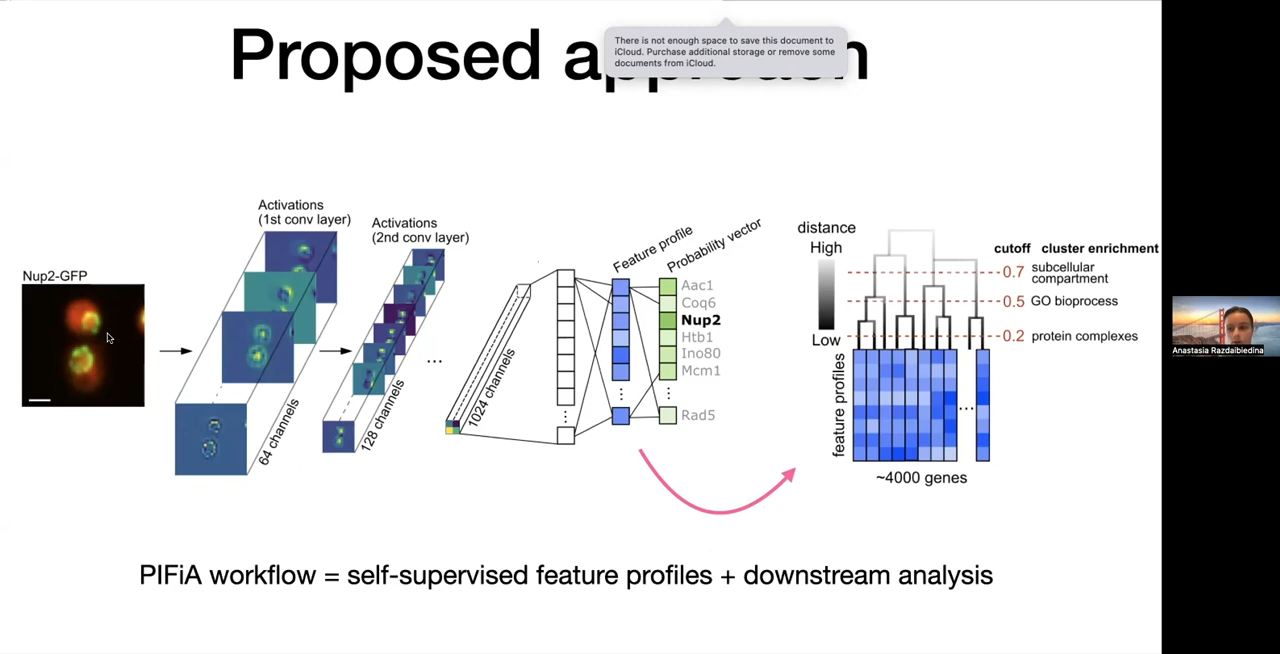 Proposed approach
There is not enough space to save this document to
iCloud. Purchase additional storage or remove some
documents from iCloud.
Nup2-GFP
Activations
(1st conv layer)
64 channels
Activations
(2nd conv layer)
128 channels
...
1024 channels
Feature profile
Probability vector
Aac1
Coq6
Nup2
Htb1
Ino80
Mcm1
Rad5
distance
High
Low
cutoff cluster enrichment
0.7 subcellular
compartment
0.5 GO bioprocess
0.2 protein complexes
feature profiles
...
~4000 genes
PIFiA workflow = self-supervised feature profiles + downstream analysis
Anastasia Razdaibiedina